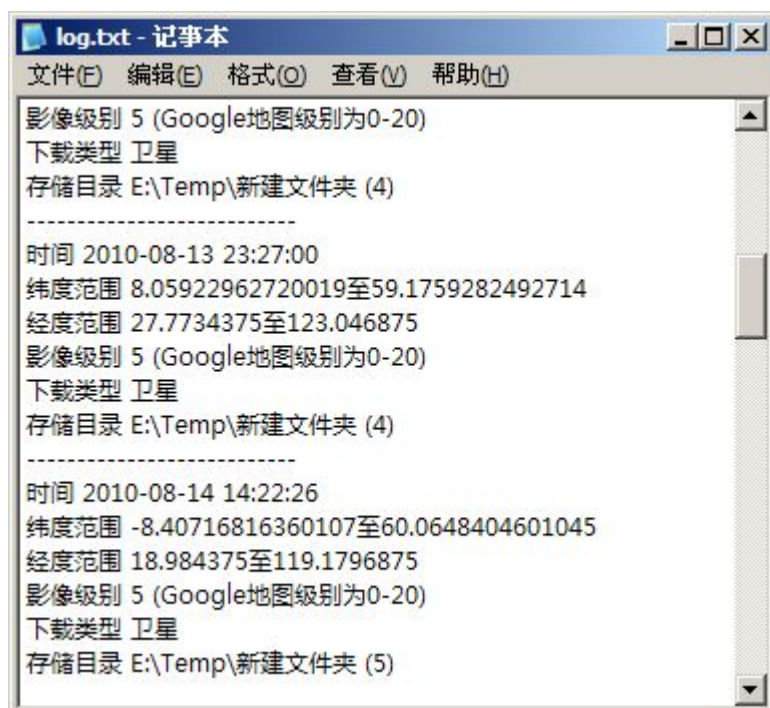 log.txt - 记事本
文件(F) 编辑(E) 格式(O) 查看(V) 帮助(H)
影像级别 5 (Google地图级别为0-20)
下载类型 卫星
存储目录 E:\Temp\新建文件夹 (4)
---------------------------
时间 2010-08-13 23:27:00
纬度范围 8.05922962720019至59.1759282492714
经度范围 27.7734375至123.046875
影像级别 5 (Google地图级别为0-20)
下载类型 卫星
存储目录 E:\Temp\新建文件夹 (4)
---------------------------
时间 2010-08-14 14:22:26
纬度范围 -8.40716816360107至60.0648404601045
经度范围 18.984375至119.1796875
影像级别 5 (Google地图级别为0-20)
下载类型 卫星
存储目录 E:\Temp\新建文件夹 (5)